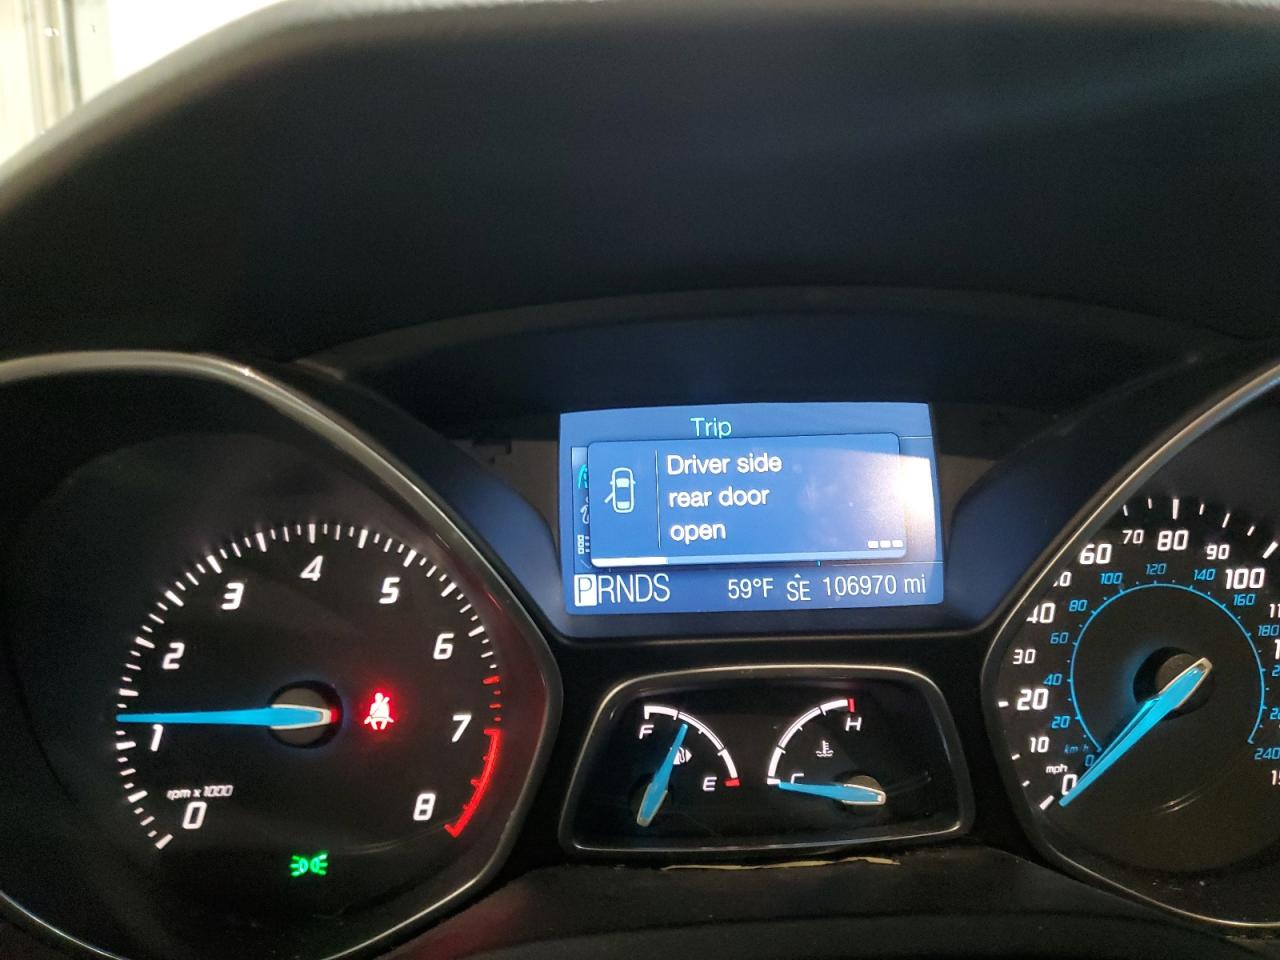 Trip
Driver side
rear door
open
PRNDS 59°F SE 106970 mi
0 1 2 3 4 5 6 7 8
rpm x 1000
F E
C H
0 10 20 30 40 60 70 80 90 100
mph
km/h
0 20 40 60 80 100 120 140 160 180 240